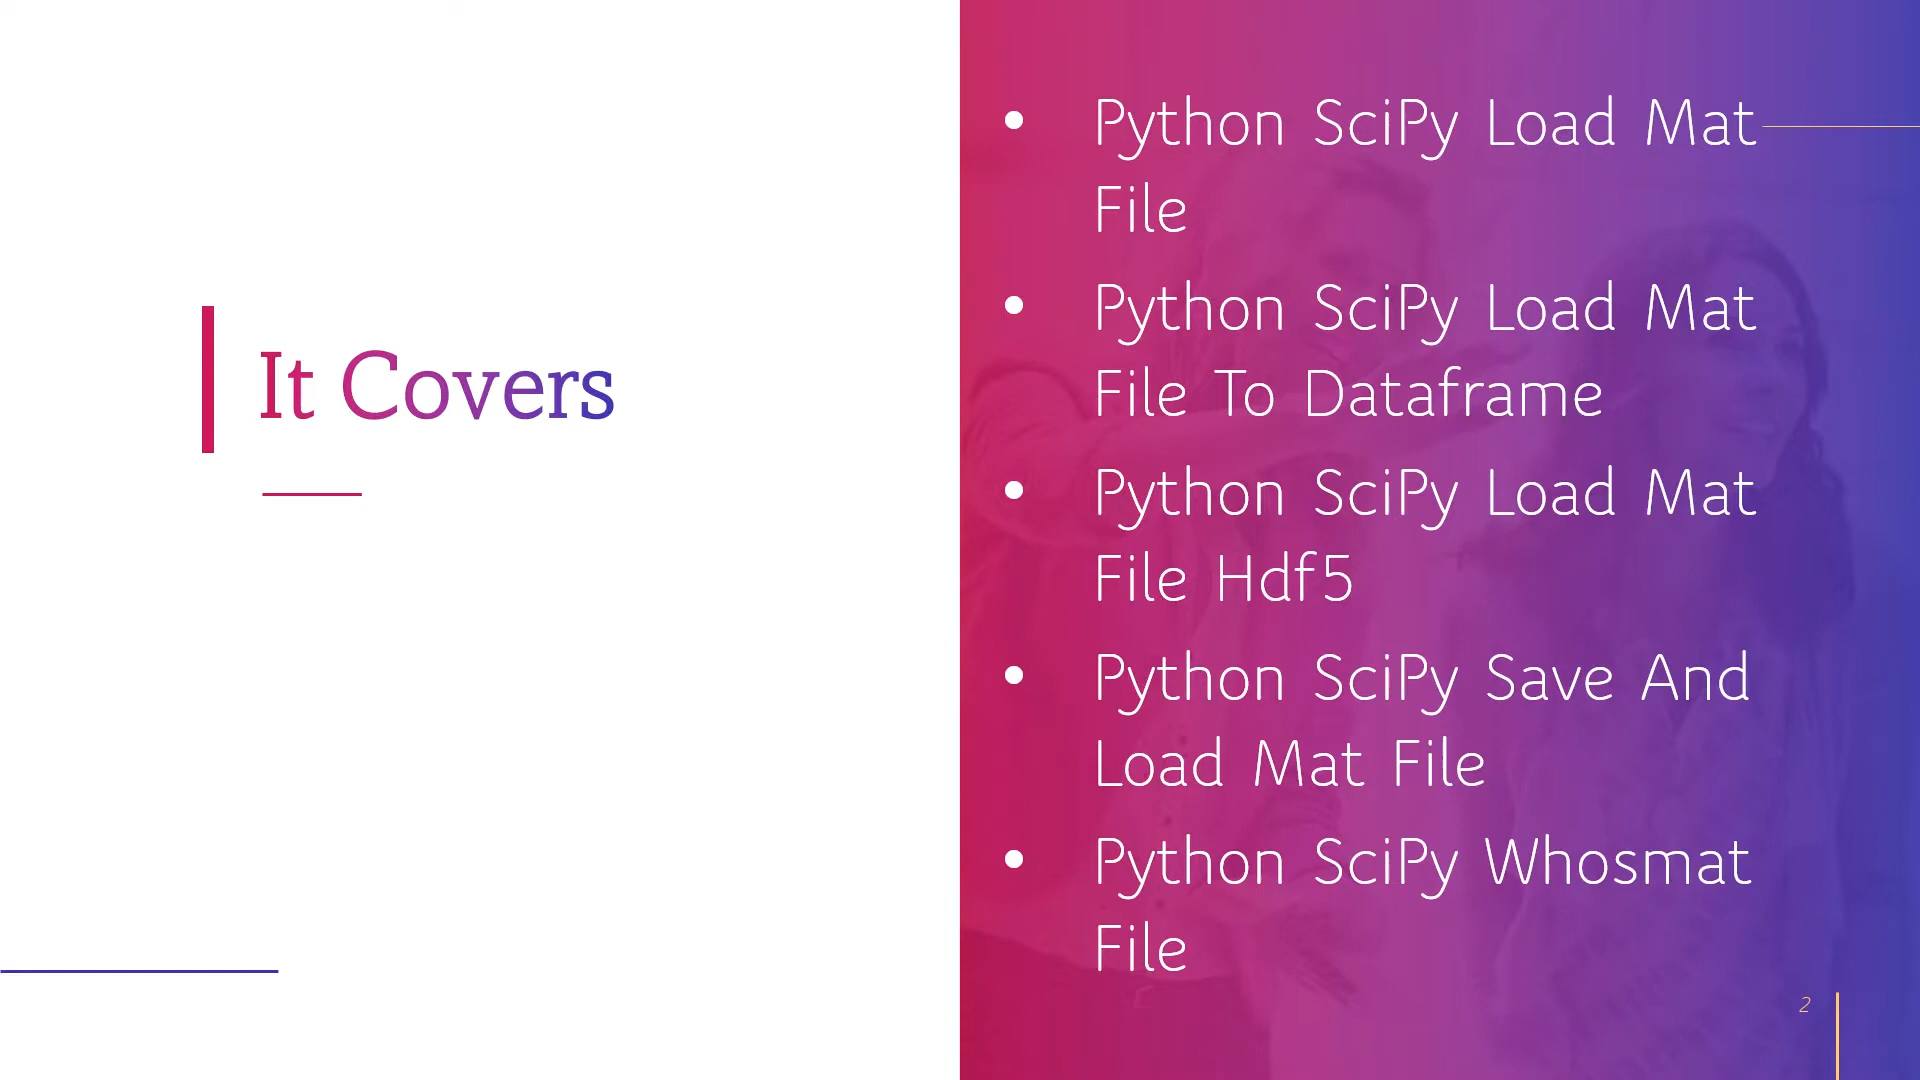 It Covers
• Python SciPy Load Mat
File
• Python SciPy Load Mat
File To Dataframe
• Python SciPy Load Mat
File Hdf5
• Python SciPy Save And
Load Mat File
• Python SciPy Whosmat
File
2